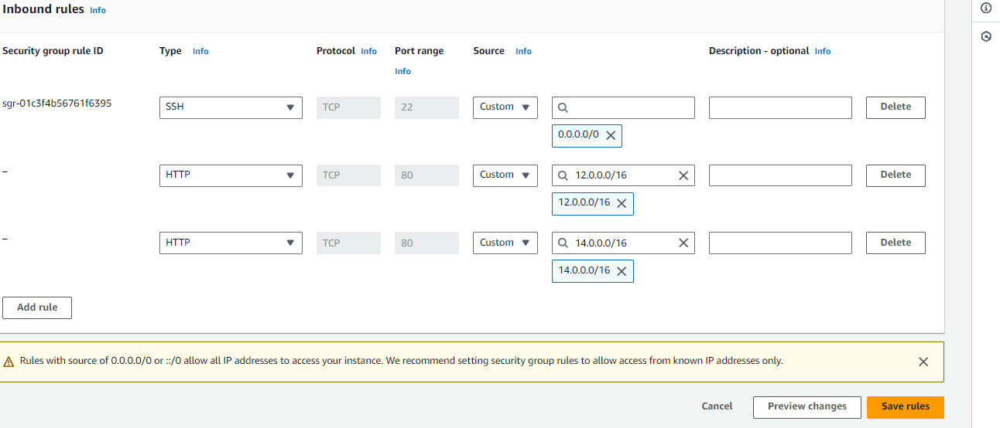 Inbound rules Info
Security group rule ID Type Info Protocol Info Port range Info Source Info Description - optional Info
sgr-01c3f4b56761f6395 SSH TCP 22 Custom Delete
0.0.0.0/0
– HTTP TCP 80 Custom 12.0.0.0/16 Delete
12.0.0.0/16
– HTTP TCP 80 Custom 14.0.0.0/16 Delete
14.0.0.0/16
Add rule
Rules with source of 0.0.0.0/0 or ::/0 allow all IP addresses to access your instance. We recommend setting security group rules to allow access from known IP addresses only.
Cancel Preview changes Save rules